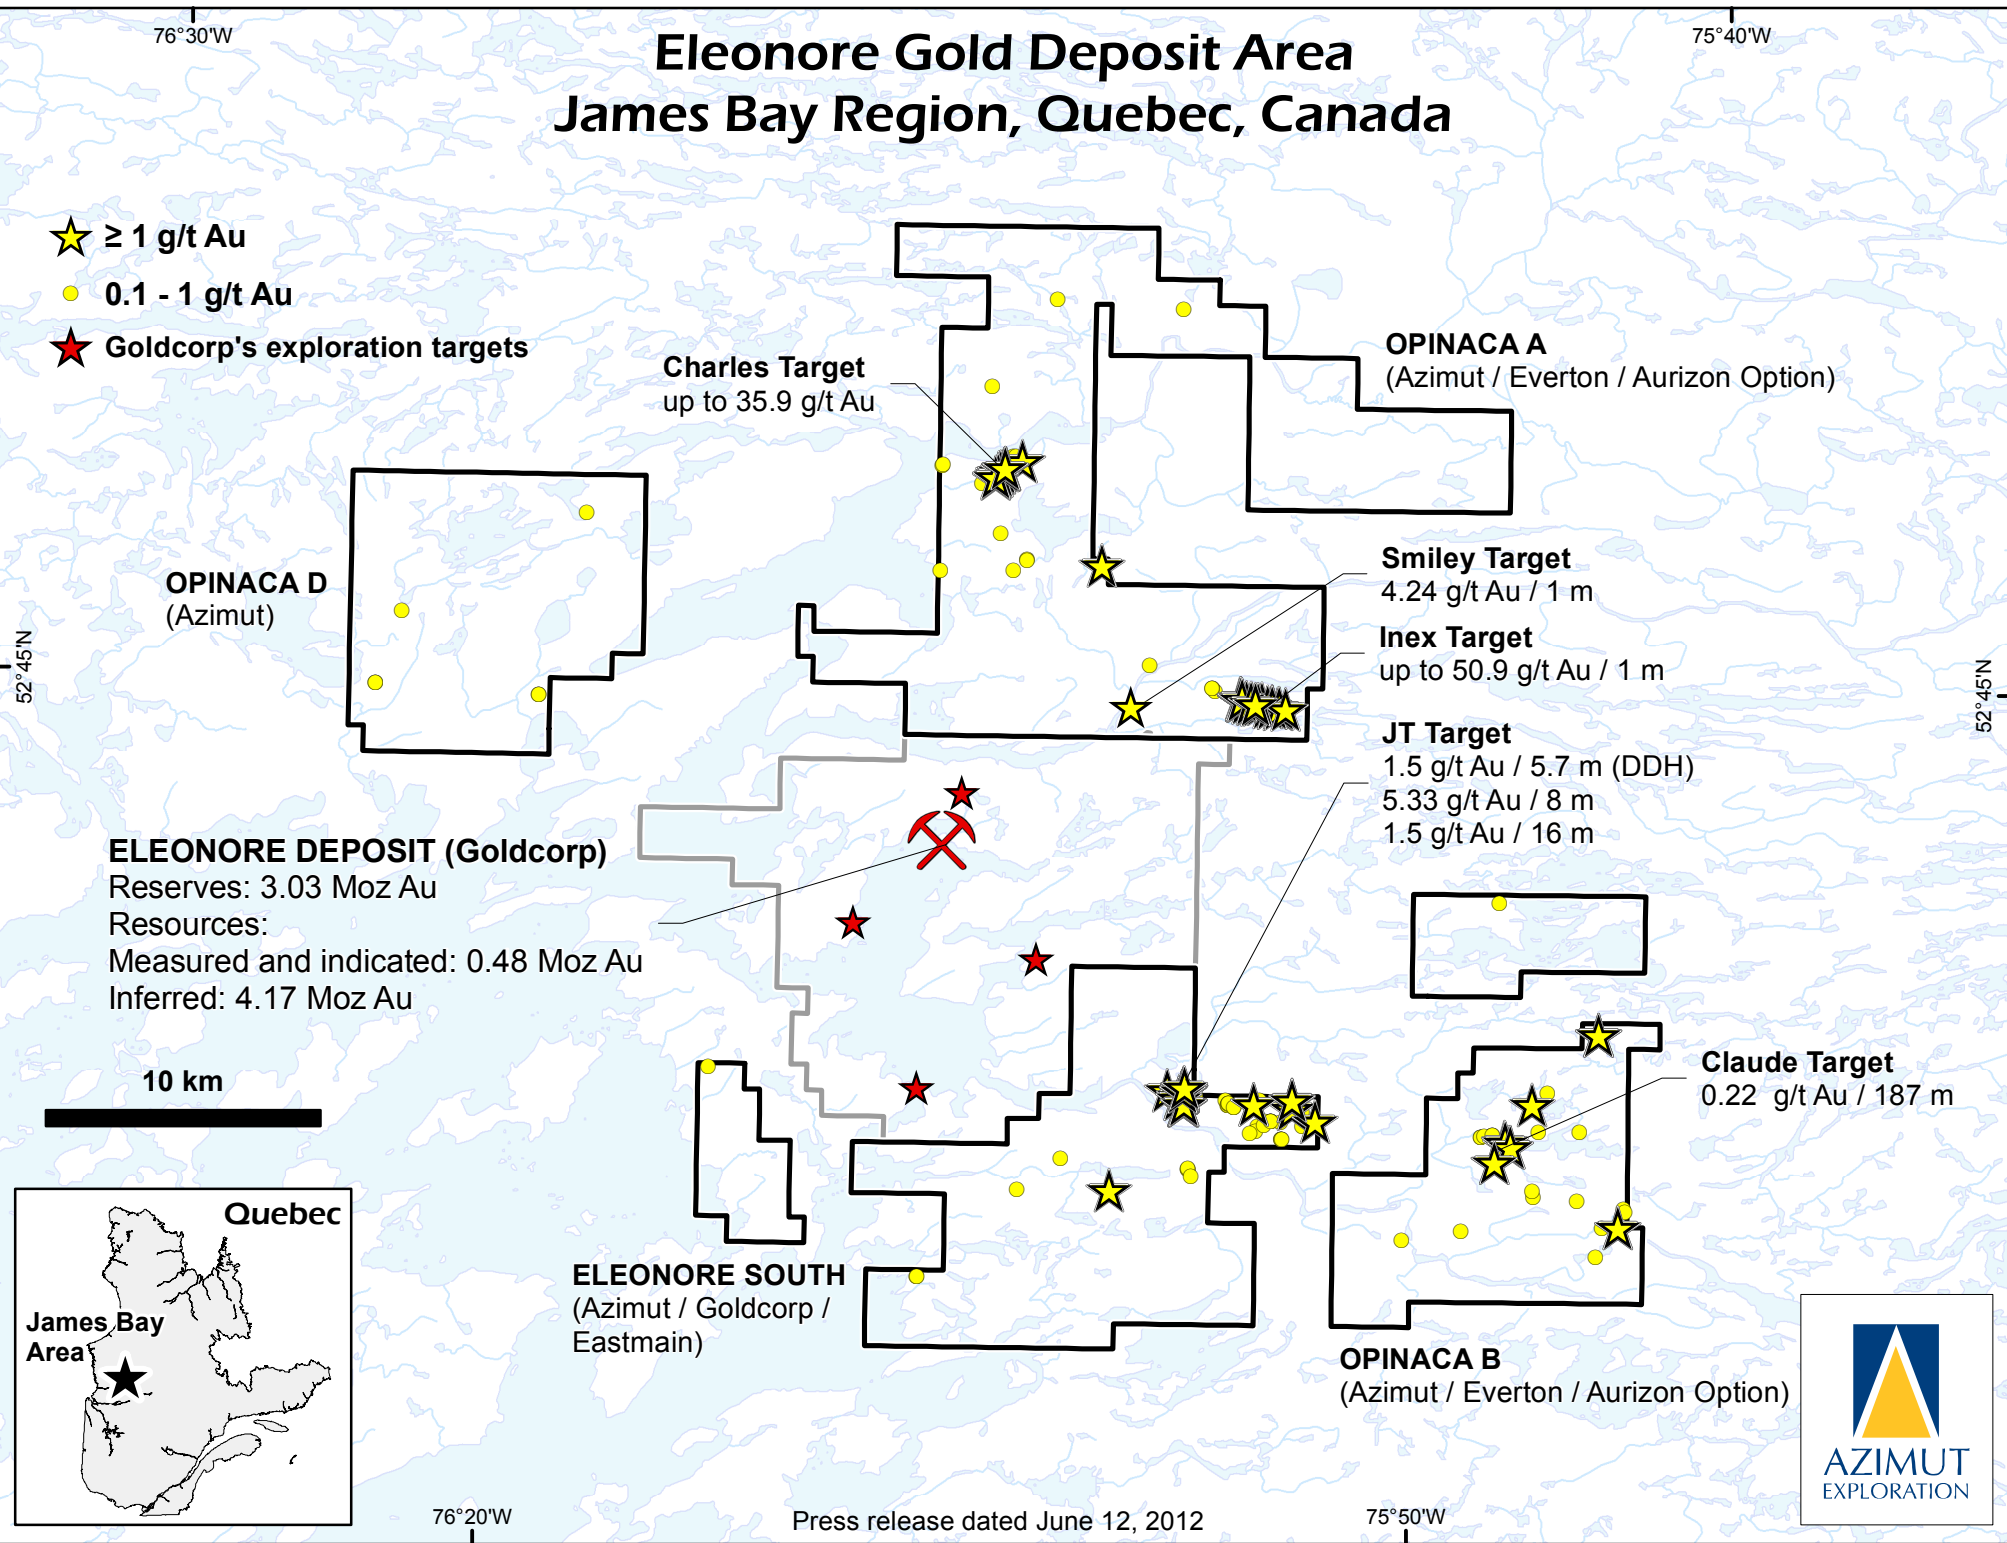 76°30'W
75°40'W
Eleonore Gold Deposit Area
James Bay Region, Quebec, Canada
≥ 1 g/t Au
0.1 - 1 g/t Au
Goldcorp's exploration targets
Charles Target
up to 35.9 g/t Au
OPINACA A
(Azimut / Everton / Aurizon Option)
OPINACA D
(Azimut)
Smiley Target
4.24 g/t Au / 1 m
Inex Target
up to 50.9 g/t Au / 1 m
52°45'N
52°45'N
JT Target
1.5 g/t Au / 5.7 m (DDH)
5.33 g/t Au / 8 m
1.5 g/t Au / 16 m
ELEONORE DEPOSIT (Goldcorp)
Reserves: 3.03 Moz Au
Resources:
Measured and indicated: 0.48 Moz Au
Inferred: 4.17 Moz Au
10 km
Claude Target
0.22 g/t Au / 187 m
Quebec
James Bay
Area
ELEONORE SOUTH
(Azimut / Goldcorp /
Eastmain)
OPINACA B
(Azimut / Everton / Aurizon Option)
AZIMUT
EXPLORATION
76°20'W
Press release dated June 12, 2012
75°50'W